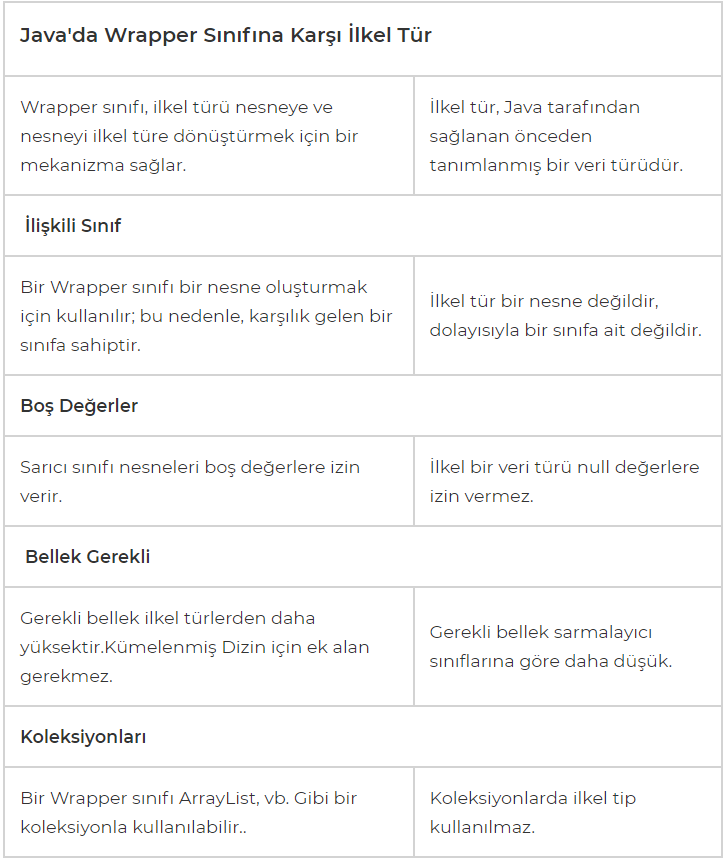 Java'da Wrapper Sınıfına Karşı İlkel Tür
Wrapper sınıfı, ilkel türü nesneye ve
nesneyi ilkel türe dönüştürmek için bir
mekanizma sağlar.
İlkel tür, Java tarafından
sağlanan önceden
tanımlanmış bir veri türüdür.
İlişkili Sınıf
Bir Wrapper sınıfı bir nesne oluşturmak
için kullanılır; bu nedenle, karşılık gelen bir
sınıfa sahiptir.
İlkel tür bir nesne değildir,
dolayısıyla bir sınıfa ait değildir.
Boş Değerler
Sarıcı sınıfı nesneleri boş değerlere izin
verir.
İlkel bir veri türü null değerlere
izin vermez.
Bellek Gerekli
Gerekli bellek ilkel türlerden daha
yüksektir.Kümelenmiş Dizin için ek alan
gerekmez.
Gerekli bellek sarmalayıcı
sınıflarına göre daha düşük.
Koleksiyonları
Bir Wrapper sınıfı ArrayList, vb. Gibi bir
koleksiyonla kullanılabilir..
Koleksiyonlarda ilkel tip
kullanılmaz.